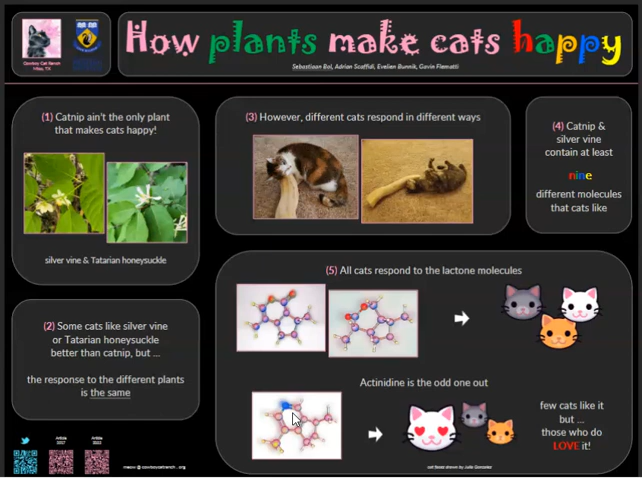 Cowboy Cat Ranch
Mico, TX
How plants make cats happy
Sebastiaan Bol, Adrian Scaffidi, Evelien Bunnik, Gavin Flematti
(1) Catnip ain't the only plant
that makes cats happy!
silver vine & Tatarian honeysuckle
(2) Some cats like silver vine
or Tatarian honeysuckle
better than catnip, but ...
the response to the different plants
is the same
Article
2017
Article
2022
meow @ cowboycatranch . org
(3) However, different cats respond in different ways
(4) Catnip &
silver vine
contain at least
nine
different molecules
that cats like
(5) All cats respond to the lactone molecules
Actinidine is the odd one out
few cats like it
but ...
those who do
LOVE it!
cat faces drawn by Julia Gonzalez